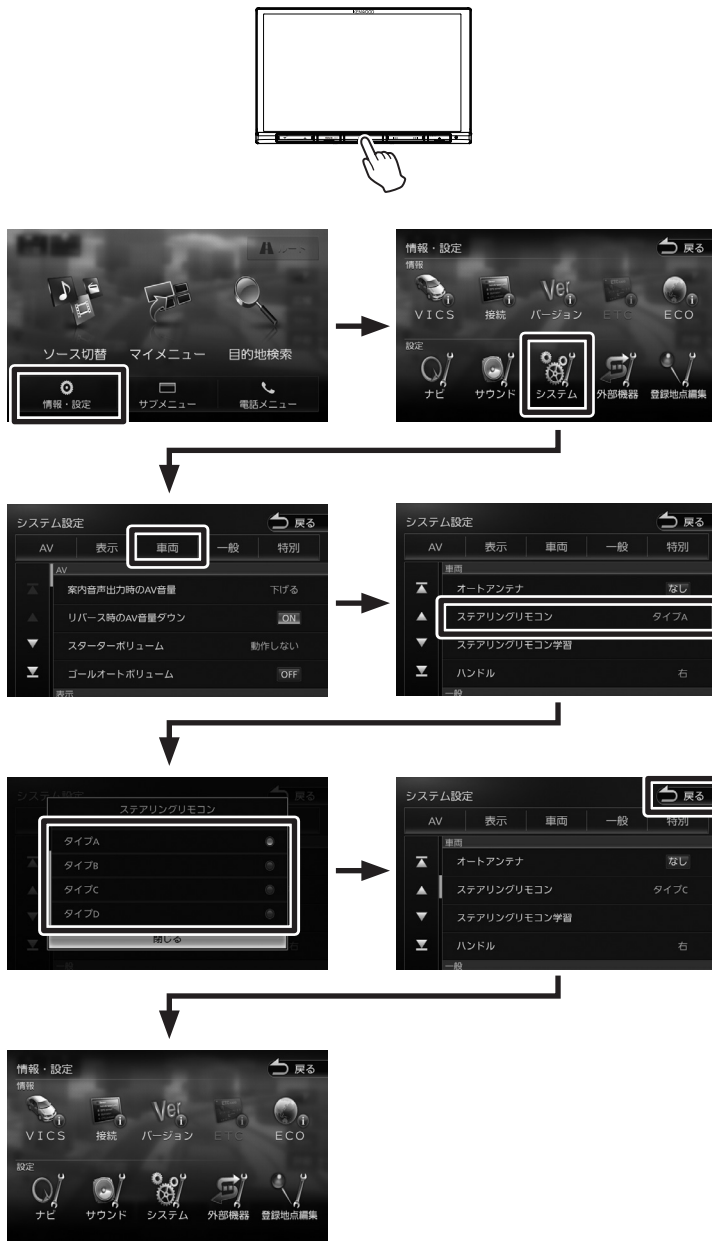 KENWOOD
ソース切替 マイメニュー 目的地検索
情報・設定 サブメニュー 電話メニュー
情報・設定 戻る
情報
VICS 接続 Ver バージョン ETC ECO
設定
ナビ サウンド システム 外部機器 登録地点編集
システム設定 戻る
AV 表示 車両 一般 特別
AV
案内音声出力時のAV音量 下げる
リバース時のAV音量ダウン ON
スターターボリューム 動作しない
ゴールオートボリューム OFF
表示
システム設定 戻る
AV 表示 車両 一般 特別
車両
オートアンテナ なし
ステアリングリモコン タイプA
ステアリングリモコン学習
ハンドル 右
一般
システム設定 戻る
ステアリングリモコン
タイプA
タイプB
タイプC
タイプD
閉じる
右
一般
システム設定 戻る
AV 表示 車両 一般 特別
車両
オートアンテナ なし
ステアリングリモコン タイプC
ステアリングリモコン学習
ハンドル 右
一般
情報・設定 戻る
情報
VICS 接続 Ver バージョン ETC ECO
設定
ナビ サウンド システム 外部機器 登録地点編集